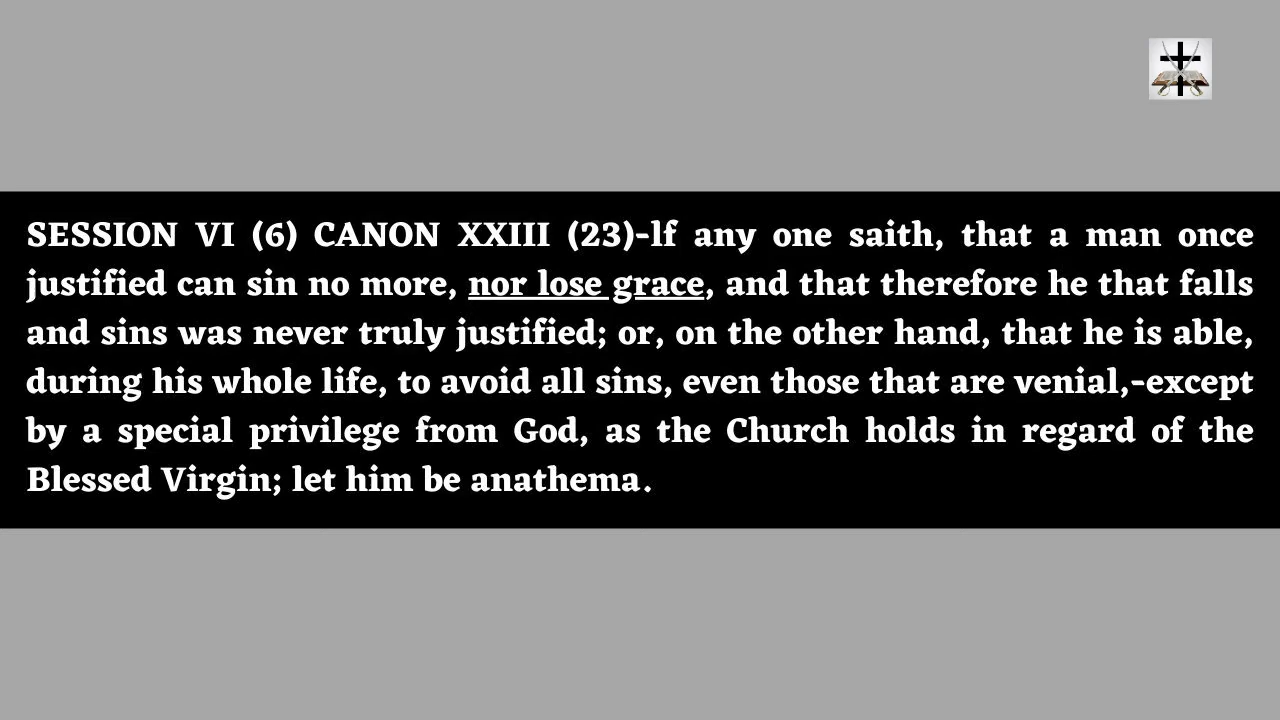 SESSION VI (6) CANON XXIII (23)-lf any one saith, that a man once
justified can sin no more, nor lose grace, and that therefore he that falls
and sins was never truly justified; or, on the other hand, that he is able,
during his whole life, to avoid all sins, even those that are venial,-except
by a special privilege from God, as the Church holds in regard of the
Blessed Virgin; let him be anathema.